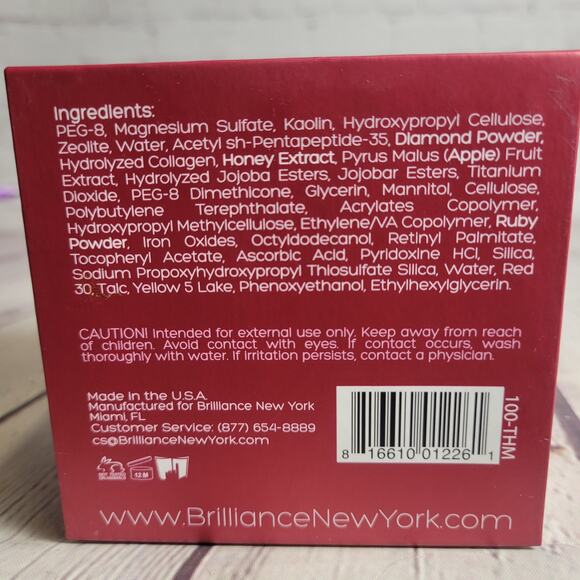 Ingredients:
PEG-8, Magnesium Sulfate, Kaolin, Hydroxypropyl Cellulose,
Zeolite, Water, Acetyl sh-Pentapeptide-35, Diamond Powder,
Hydrolyzed Collagen, Honey Extract, Pyrus Malus (Apple) Fruit
Extract, Hydrolyzed Jojoba Esters, Jojobar Esters, Titanium
Dioxide, PEG-8 Dimethicone, Glycerin, Mannitol, Cellulose,
Polybutylene Terephthalate, Acrylates Copolymer,
Hydroxypropyl Methylcellulose, Ethylene/VA Copolymer, Ruby
Powder, Iron Oxides, Octyldodecanol, Retinyl Palmitate,
Tocopheryl Acetate, Ascorbic Acid, Pyridoxine HCl, Silica,
Sodium Propoxyhydroxypropyl Thiosulfate Silica, Water, Red
30, Talc, Yellow 5 Lake, Phenoxyethanol, Ethylhexylglycerin.
CAUTION! Intended for external use only. Keep away from reach
of children. Avoid contact with eyes. If contact occurs, wash
thoroughly with water. If irritation persists, contact a physician.
Made in the U.S.A.
Manufactured for Brilliance New York
Miami, FL
Customer Service: (877) 654-8889
cs@BrillianceNewYork.com
NOT TESTED
ON ANIMALS
12 M
8 16610 01226 1
100-THM
www.BrillianceNewYork.com